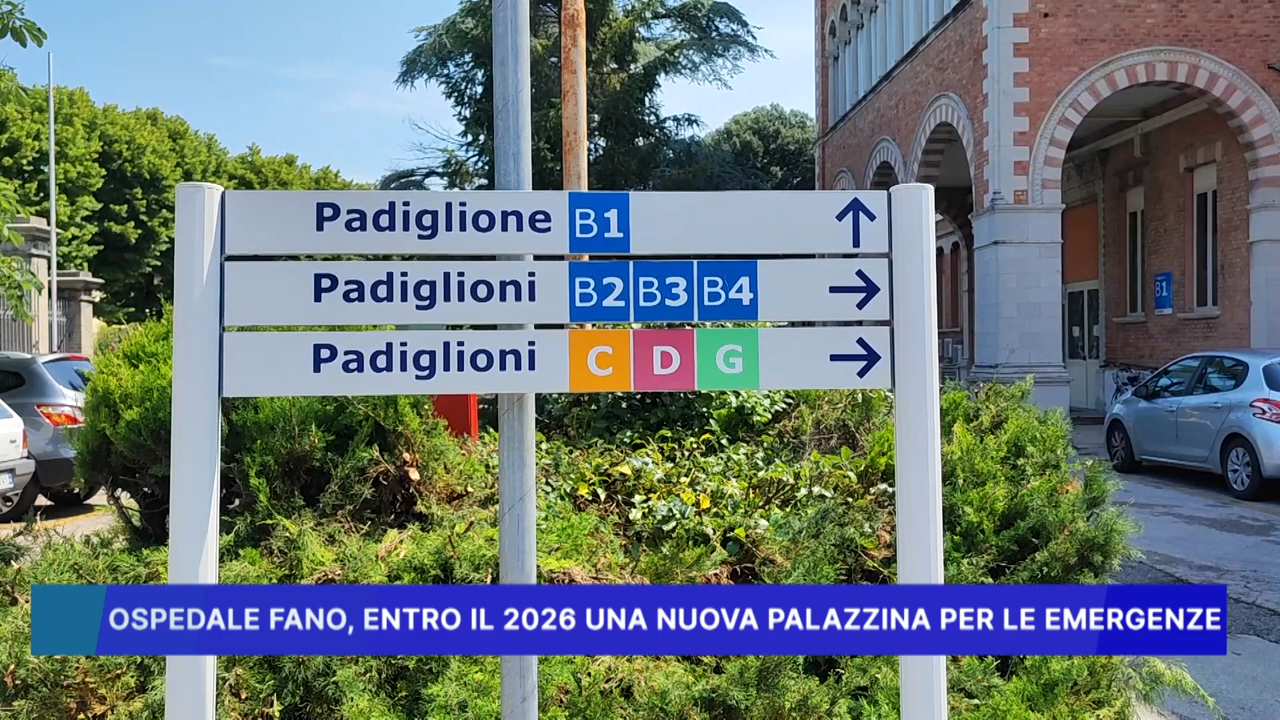 Padiglione B1 ↑
Padiglioni B2 B3 B4 →
Padiglioni C D G →
B1
OSPEDALE FANO, ENTRO IL 2026 UNA NUOVA PALAZZINA PER LE EMERGENZE